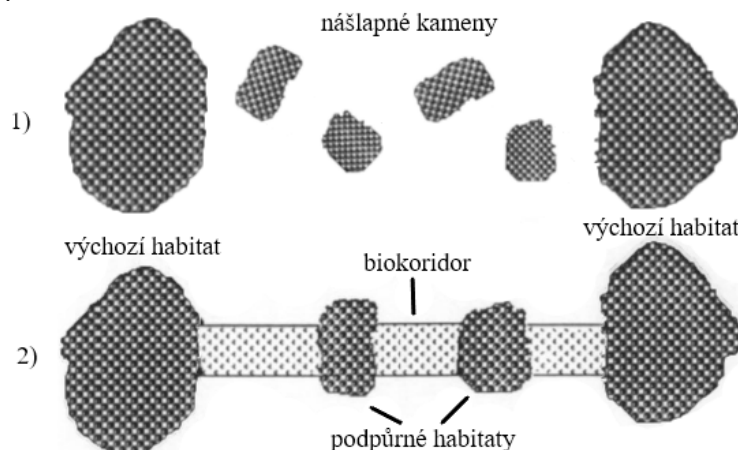 nášlapné kameny
1)
výchozí habitat
výchozí habitat
biokoridor
2)
podpůrné habitaty